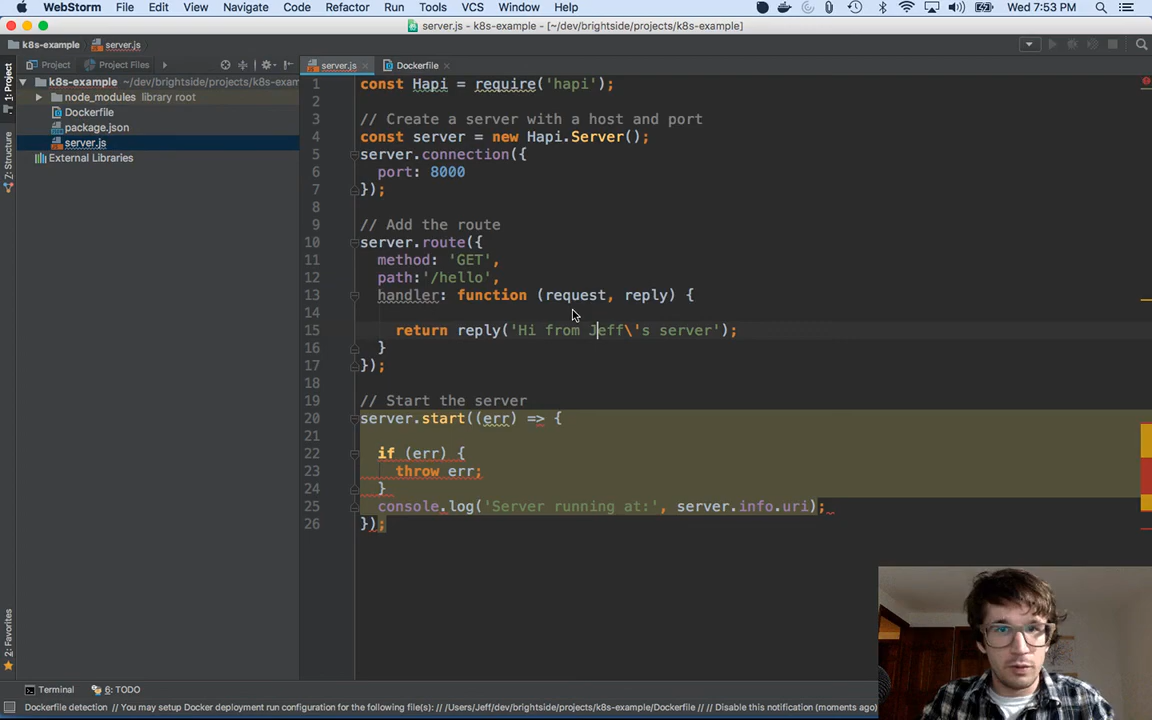 WebStorm File Edit View Navigate Code Refactor Run Tools VCS Window Help Wed 7:53 PM
server.js - k8s-example - [~/dev/brightside/projects/k8s-example]
k8s-example server.js
1: Project
Project Project Files
server.js Dockerfile
k8s-example ~/dev/brightside/projects/k8s-example
node_modules library root
Dockerfile
package.json
server.js
External Libraries
7: Structure
2: Favorites
1 const Hapi = require('hapi');
2
3 // Create a server with a host and port
4 const server = new Hapi.Server();
5 server.connection({
6 port: 8000
7 });
8
9 // Add the route
10 server.route({
11 method: 'GET',
12 path:'/hello',
13 handler: function (request, reply) {
14
15 return reply('Hi from Jeff\'s server');
16 }
17 });
18
19 // Start the server
20 server.start((err) => {
21
22 if (err) {
23 throw err;
24 }
25 console.log('Server running at:', server.info.uri);
26 });
Terminal 6: TODO
Dockerfile detection // You may setup Docker deployment run configuration for the following file(s): // /Users/Jeff/dev/brightside/projects/k8s-example/Dockerfile // // Disable this notification (moments ago)